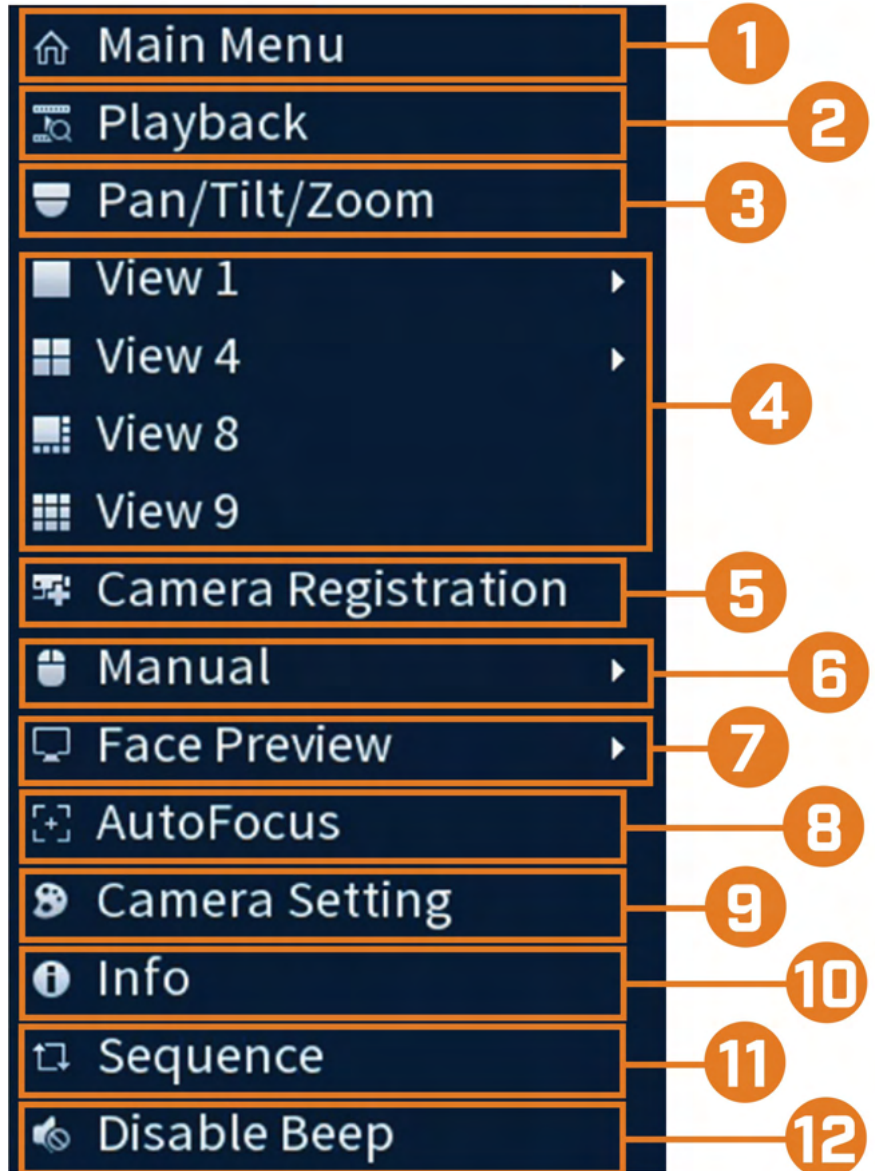 Main Menu 1
Playback 2
Pan/Tilt/Zoom 3
View 1
View 4
4
View 8
View 9
Camera Registration 5
Manual 6
Face Preview 7
AutoFocus 8
Camera Setting 9
Info 10
Sequence 11
Disable Beep 12